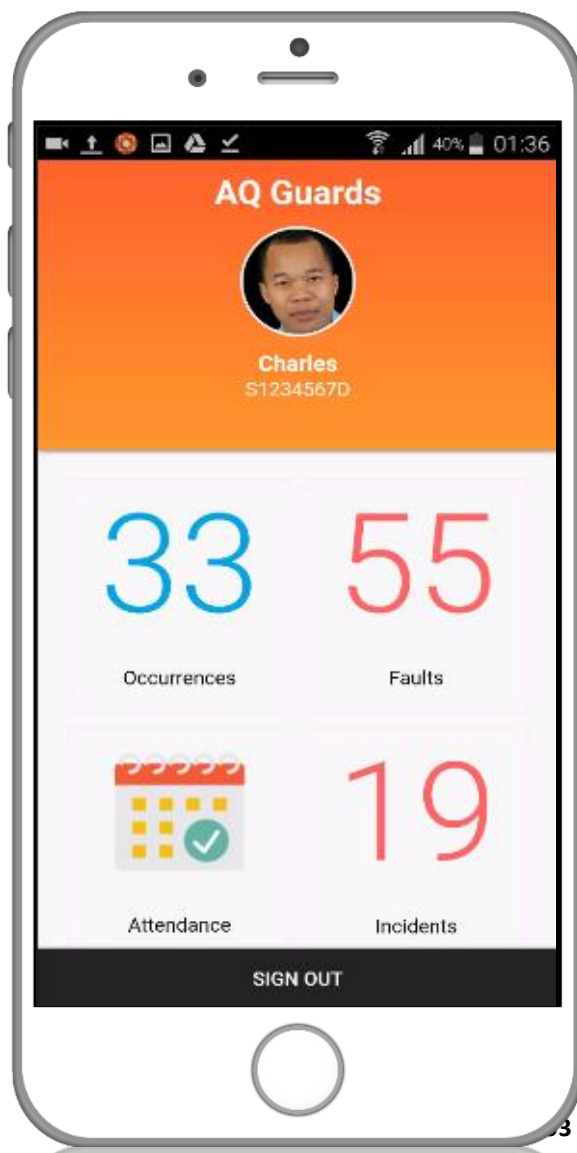 40% 01:36
AQ Guards
Charles
S1234567D
33 55
Occurrences Faults
19
Attendance Incidents
SIGN OUT